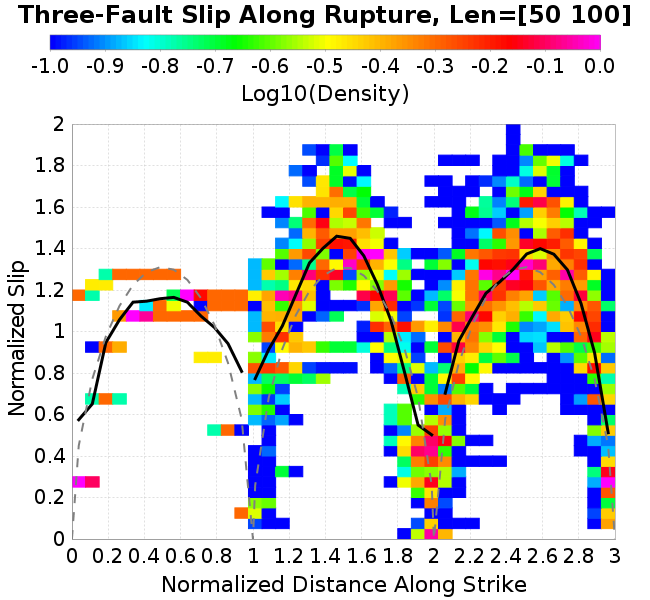 Three-Fault Slip Along Rupture, Len=[50 100]
-1.0 -0.9 -0.8 -0.7 -0.6 -0.5 -0.4 -0.3 -0.2 -0.1 0.0
Log10(Density)
Normalized Slip
2
1.8
1.6
1.4
1.2
1
0.8
0.6
0.4
0.2
0
0 0.2 0.4 0.6 0.8 1 1.2 1.4 1.6 1.8 2 2.2 2.4 2.6 2.8 3
Normalized Distance Along Strike